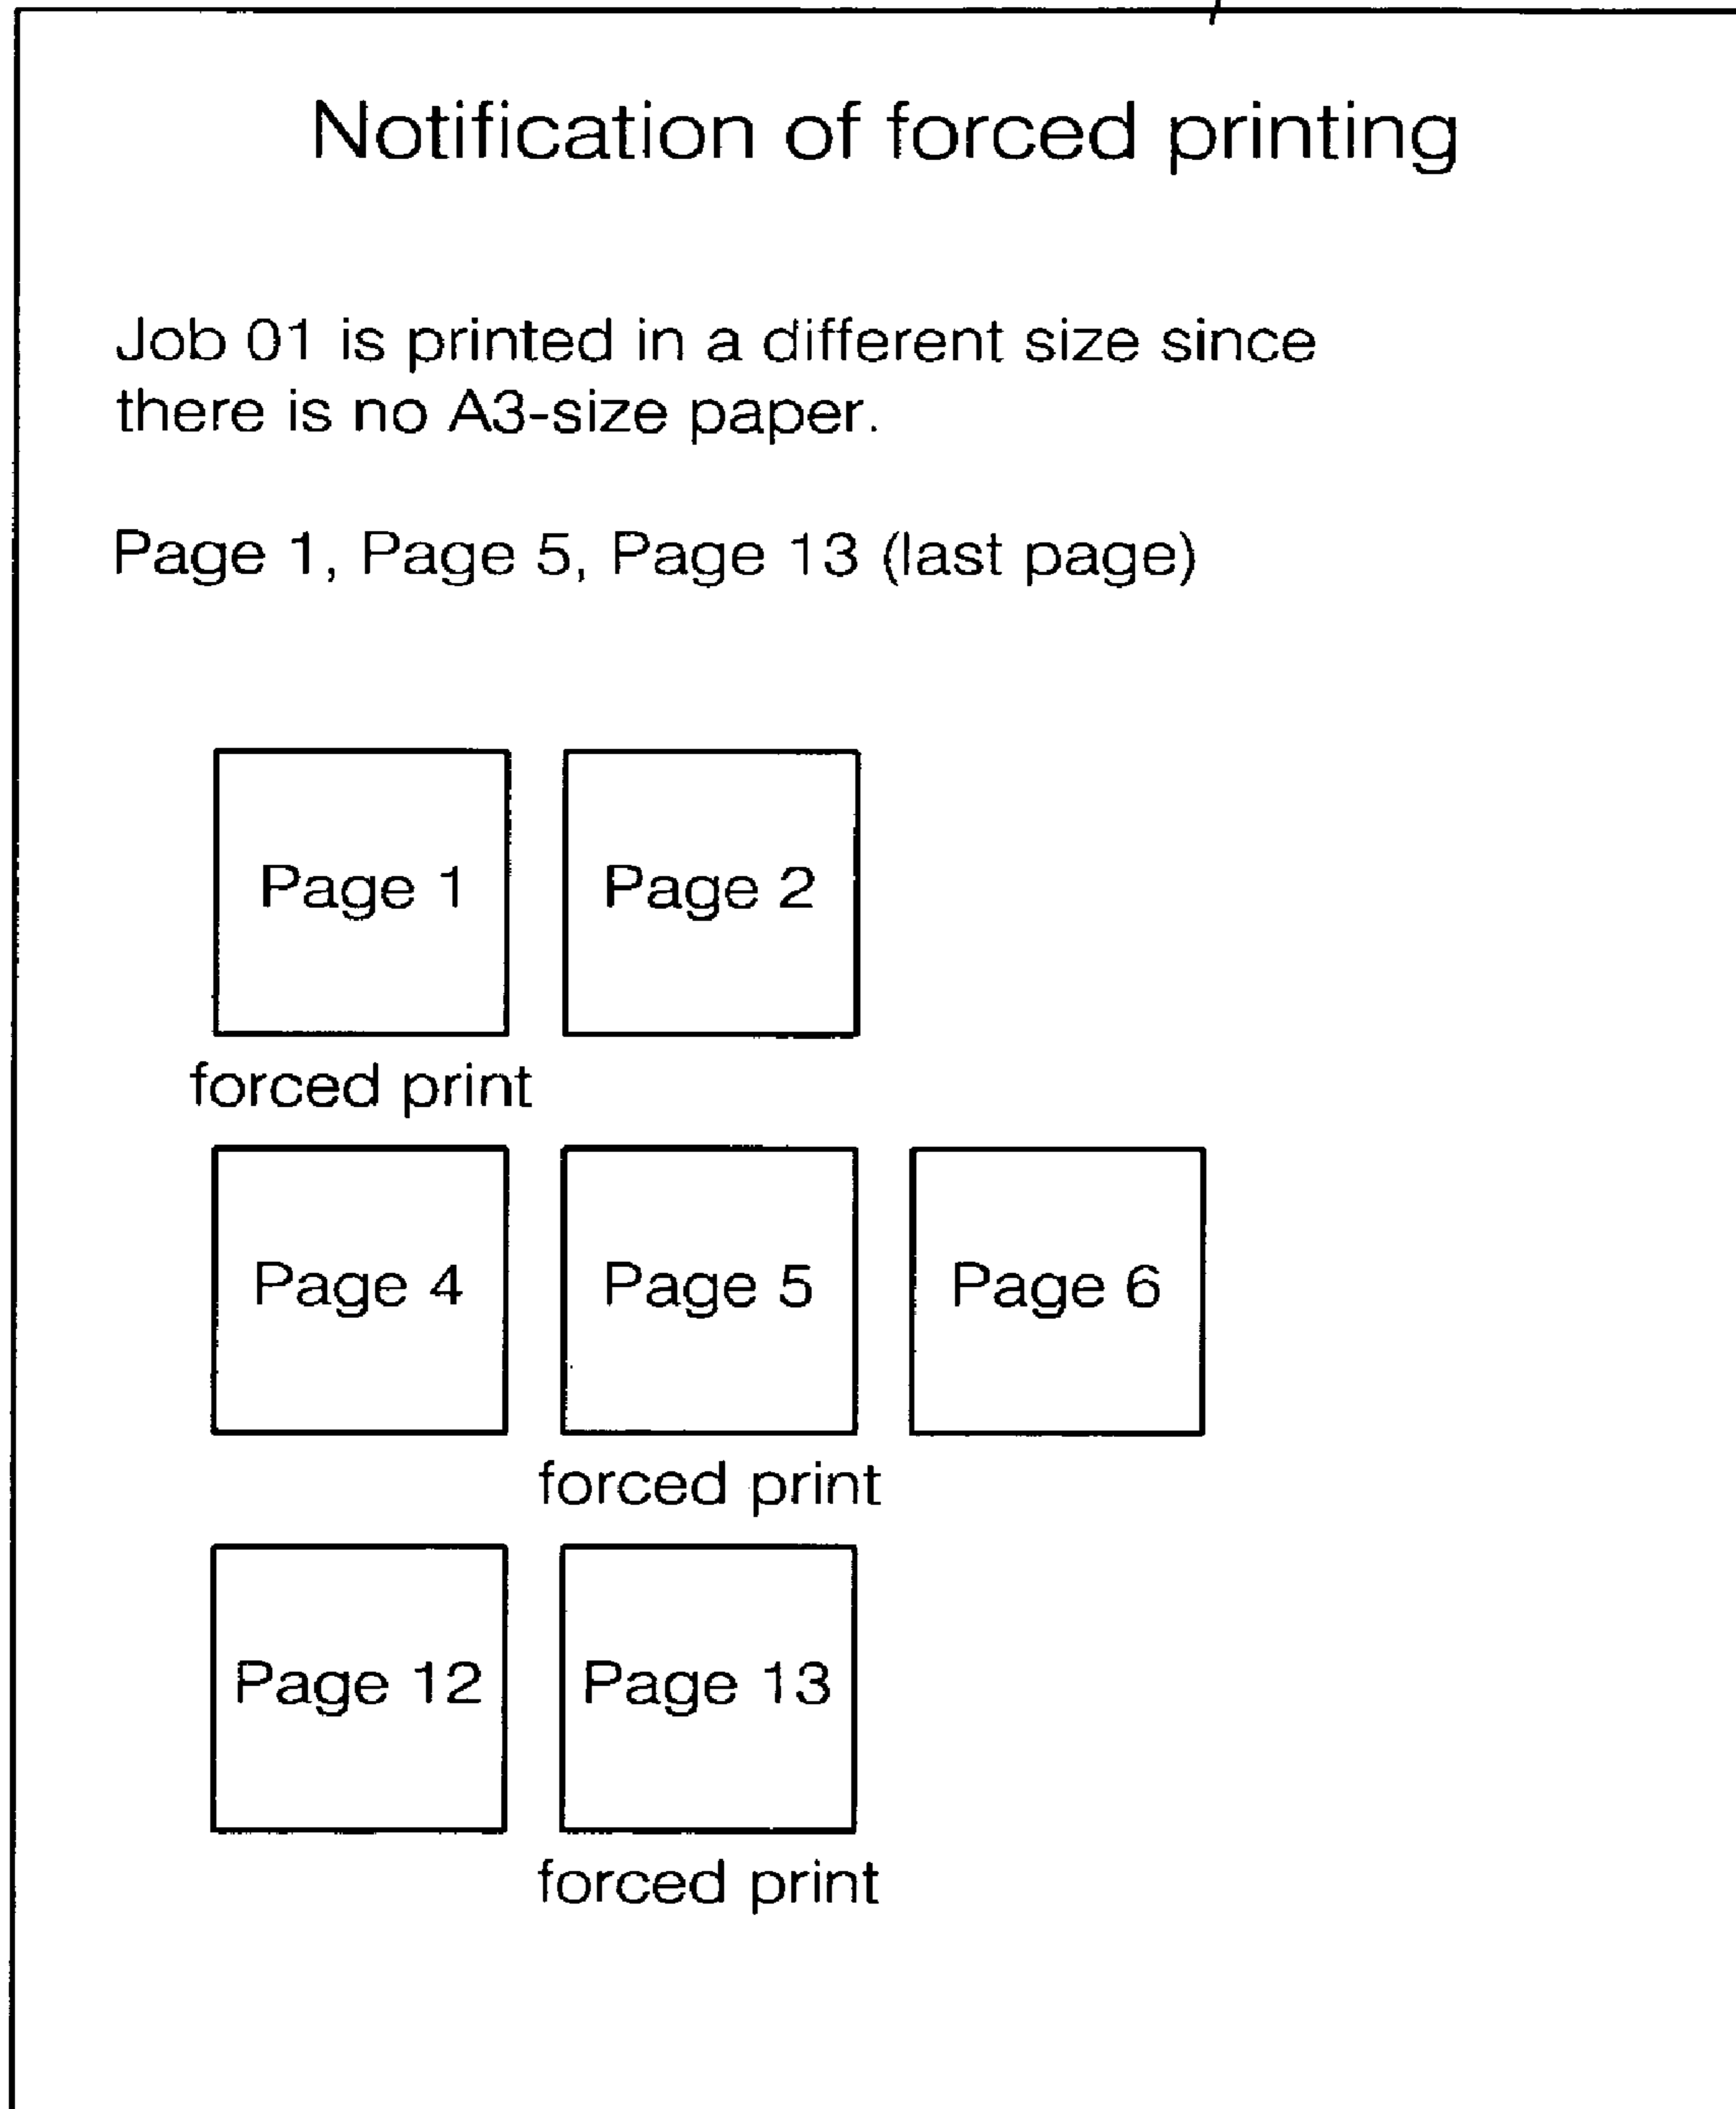 Notification of forced printing
Job 01 is printed in a different size since
there is no A3-size paper.
Page 1, Page 5, Page 13 (last page)
Page 1 Page 2
forced print
Page 4 Page 5 Page 6
forced print
Page 12 Page 13
forced print